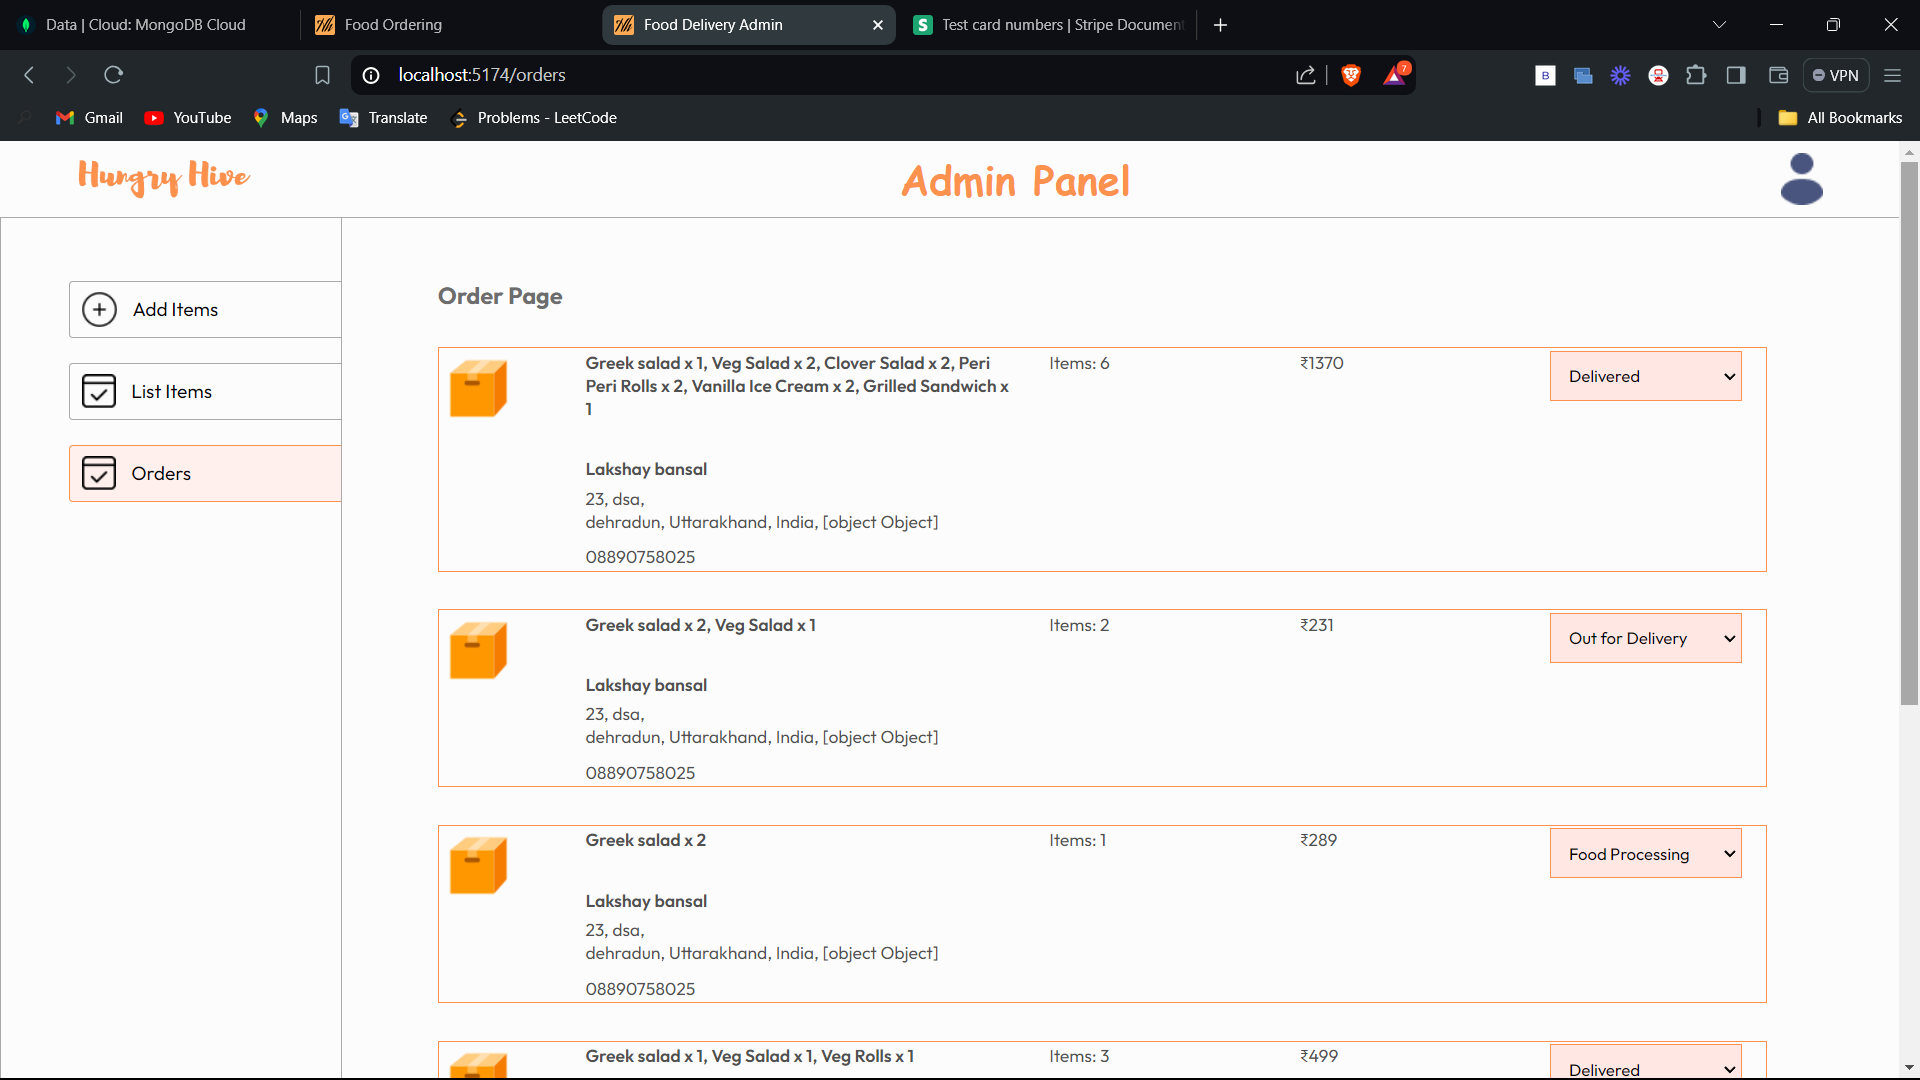 Data | Cloud: MongoDB Cloud
Food Ordering
Food Delivery Admin
Test card numbers | Stripe Document
localhost:5174/orders
7
B
VPN
Gmail
YouTube
Maps
Translate
Problems - LeetCode
All Bookmarks
Hungry Hive
Admin Panel
Add Items
List Items
Orders
Order Page
Greek salad x 1, Veg Salad x 2, Clover Salad x 2, Peri
Peri Rolls x 2, Vanilla Ice Cream x 2, Grilled Sandwich x
1
Items: 6
₹1370
Delivered
Lakshay bansal
23, dsa,
dehradun, Uttarakhand, India, [object Object]
08890758025
Greek salad x 2, Veg Salad x 1
Items: 2
₹231
Out for Delivery
Lakshay bansal
23, dsa,
dehradun, Uttarakhand, India, [object Object]
08890758025
Greek salad x 2
Items: 1
₹289
Food Processing
Lakshay bansal
23, dsa,
dehradun, Uttarakhand, India, [object Object]
08890758025
Greek salad x 1, Veg Salad x 1, Veg Rolls x 1
Items: 3
₹499
Delivered